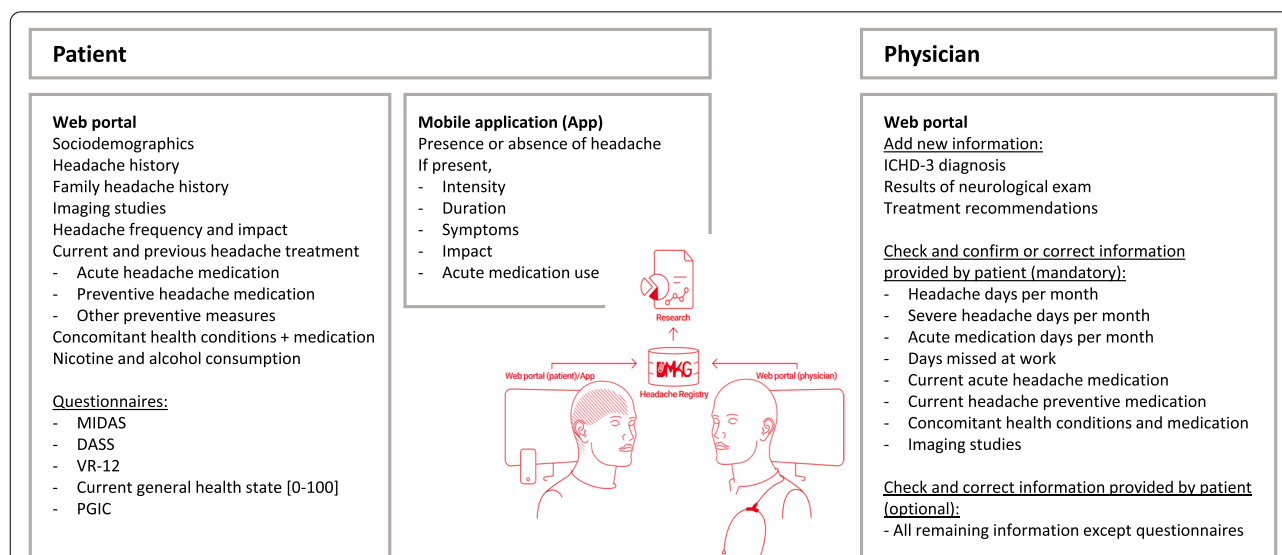 Patient
Physician
Web portal
Sociodemographics
Headache history
Family headache history
Imaging studies
Headache frequency and impact
Current and previous headache treatment
- Acute headache medication
- Preventive headache medication
- Other preventive measures
Concomitant health conditions + medication
Nicotine and alcohol consumption
Questionnaires:
- MIDAS
- DASS
- VR-12
- Current general health state [0-100]
- PGIC
Mobile application (App)
Presence or absence of headache
If present,
- Intensity
- Duration
- Symptoms
- Impact
- Acute medication use
Research
DMKG
Headache Registry
Web portal (patient)/App
Web portal (physician)
Web portal
Add new information:
ICHD-3 diagnosis
Results of neurological exam
Treatment recommendations
Check and confirm or correct information
provided by patient (mandatory):
- Headache days per month
- Severe headache days per month
- Acute medication days per month
- Days missed at work
- Current acute headache medication
- Current headache preventive medication
- Concomitant health conditions and medication
- Imaging studies
Check and correct information provided by patient
(optional):
- All remaining information except questionnaires